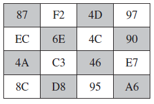 87 F2 4D 97
EC 6E 4C 90
4A C3 46 E7
8C D8 95 A6